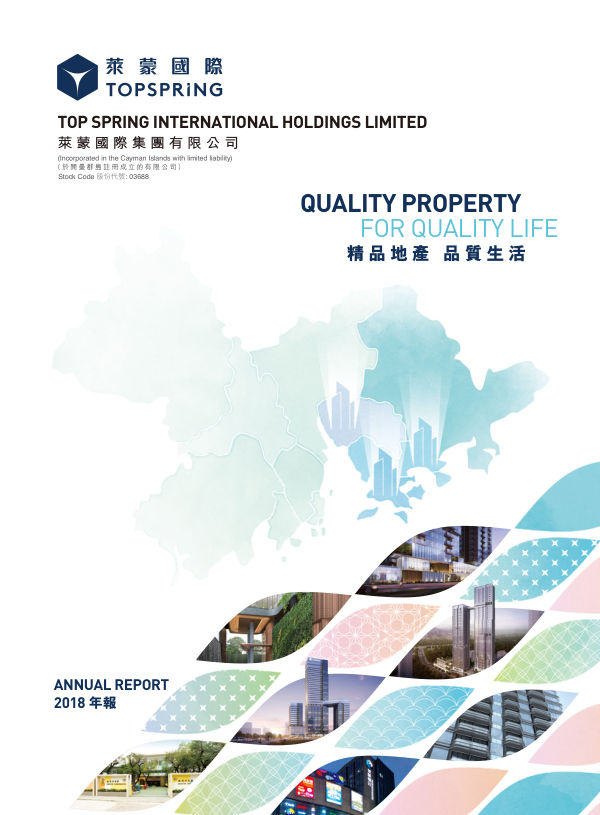 萊蒙國際
TOPSPRiNG
TOP SPRING INTERNATIONAL HOLDINGS LIMITED
萊蒙國際集團有限公司
(Incorporated in the Cayman Islands with limited liability)
(於開曼群島註冊成立的有限公司)
Stock Code 股份代號: 03688
QUALITY PROPERTY
FOR QUALITY LIFE
精品地產 品質生活
ANNUAL REPORT
2018 年報